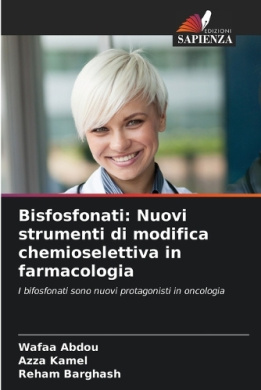 EDIZIONI
SAPIENZA
Bisfosfonati: Nuovi
strumenti di modifica
chemioselettiva in
farmacologia
I bifosfonati sono nuovi protagonisti in oncologia
Wafaa Abdou
Azza Kamel
Reham Barghash